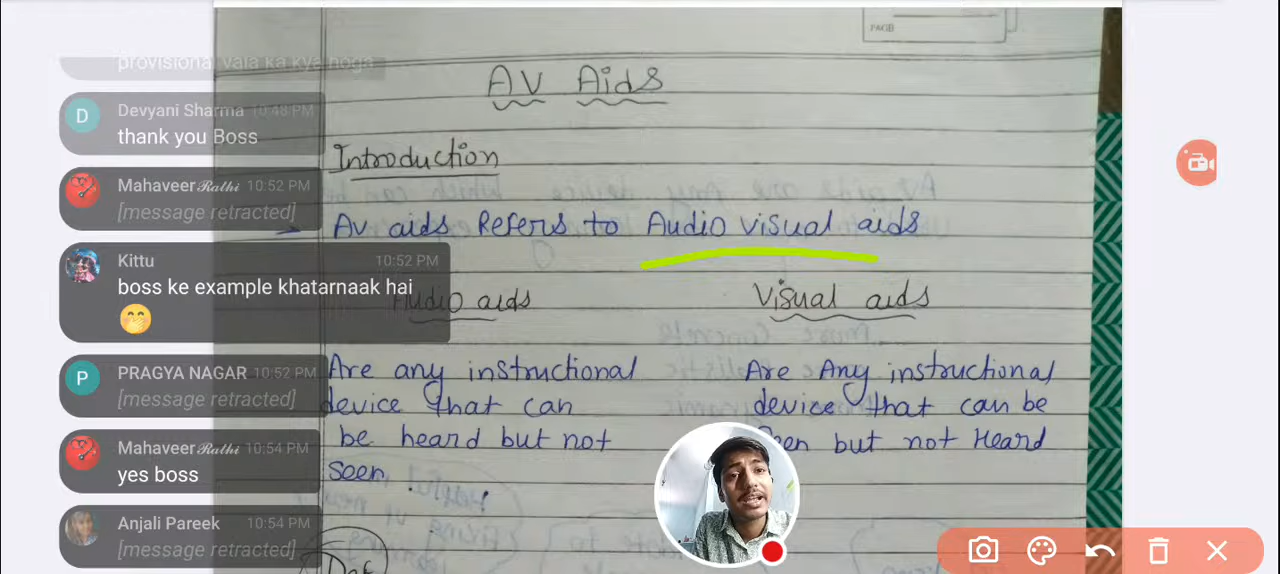 PAGE
provisional vala ka kya hoga
AV Aids
D
Devyani Sharma 10:48 PM
thank you Boss
Introduction
Mahaveer Rathi 10:52 PM
[message retracted]
AV aids Refers to Audio visual aids
Kittu 10:52 PM
boss ke example khatarnaak hai
Audio aids
Visual aids
P
PRAGYA NAGAR 10:52 PM
[message retracted]
Are any instructional
device that can
be heard but not
seen.
Are Any instructional
device that can be
seen but not Heard
Mahaveer Rathi 10:54 PM
yes boss
Anjali Pareek 10:54 PM
[message retracted]
Def